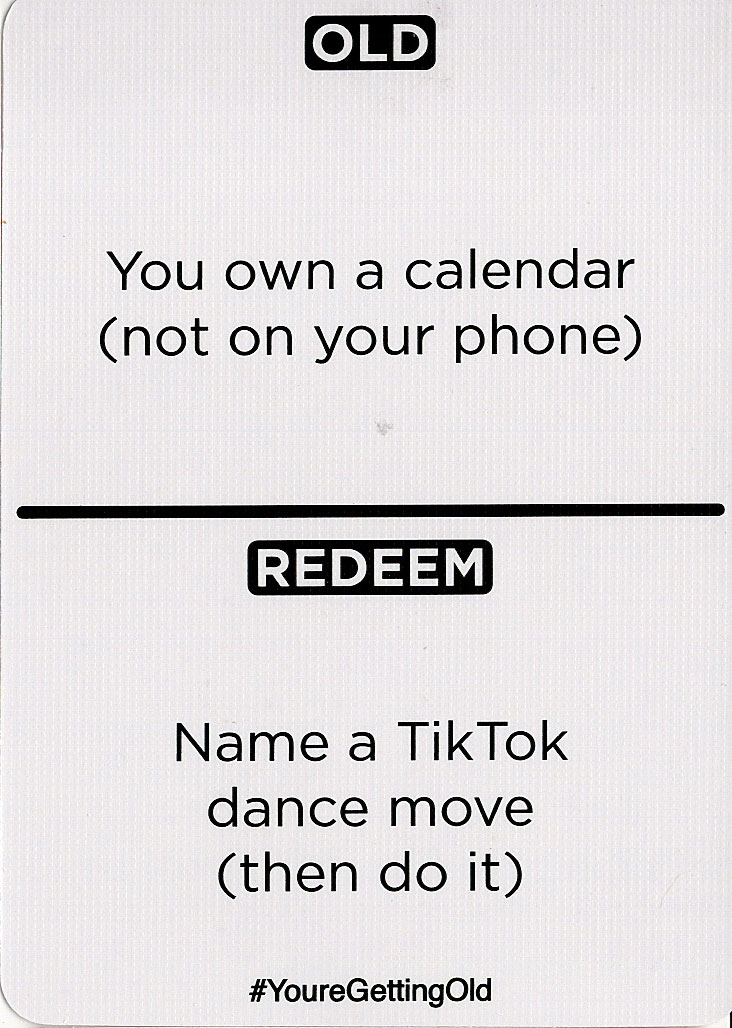 OLD
You own a calendar
(not on your phone)
REDEEM
Name a TikTok
dance move
(then do it)
#YoureGettingOld